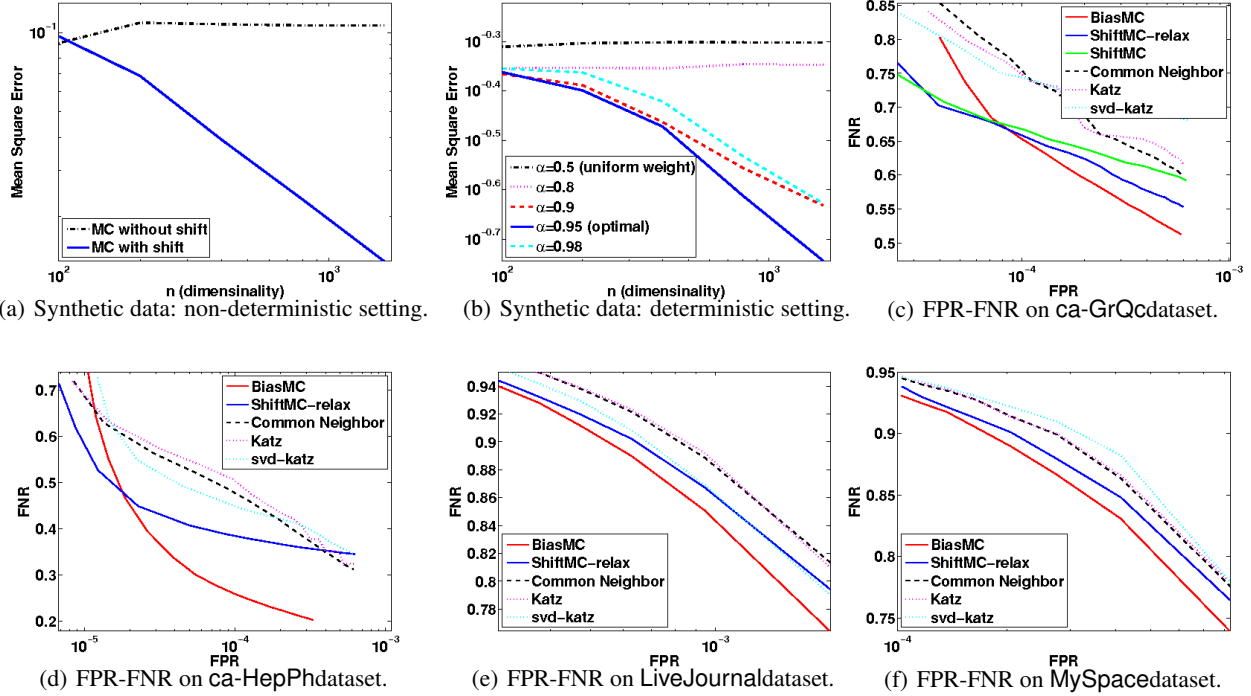 10^-1
Mean Square Error
MC without shift
MC with shift
10^2
10^3
n (dimensinality)
(a) Synthetic data: non-deterministic setting.
10^-0.3
10^-0.4
10^-0.5
10^-0.6
10^-0.7
Mean Square Error
α=0.5 (uniform weight)
α=0.8
α=0.9
α=0.95 (optimal)
α=0.98
10^2
10^3
n (dimensinality)
(b) Synthetic data: deterministic setting.
0.85
0.8
0.75
0.7
0.65
0.6
0.55
0.5
FNR
BiasMC
ShiftMC-relax
ShiftMC
Common Neighbor
Katz
svd-katz
10^-4
10^-3
FPR
(c) FPR-FNR on ca-GrQcdataset.
0.7
0.6
0.5
0.4
0.3
0.2
FNR
BiasMC
ShiftMC-relax
Common Neighbor
Katz
svd-katz
10^-5
10^-4
10^-3
FPR
(d) FPR-FNR on ca-HepPhdataset.
0.94
0.92
0.9
0.88
0.86
0.84
0.82
0.8
0.78
FNR
BiasMC
ShiftMC-relax
Common Neighbor
Katz
svd-katz
10^-3
FPR
(e) FPR-FNR on LiveJournaldataset.
0.95
0.9
0.85
0.8
0.75
FNR
BiasMC
ShiftMC-relax
Common Neighbor
Katz
svd-katz
10^-4
FPR
(f) FPR-FNR on MySpacedataset.